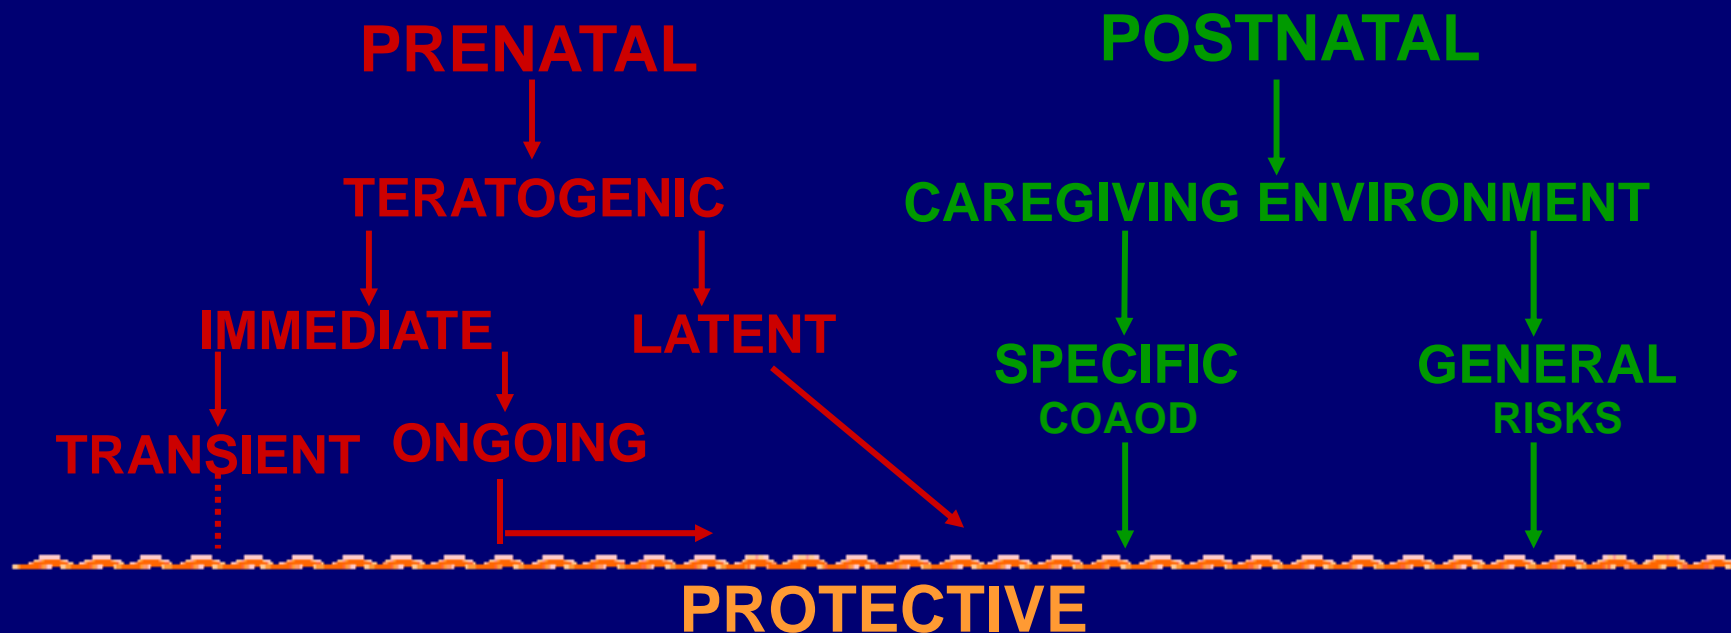 PRENATAL
POSTNATAL
TERATOGENIC
CAREGIVING ENVIRONMENT
IMMEDIATE
LATENT
SPECIFIC
COAOD
GENERAL
RISKS
TRANSIENT
ONGOING
PROTECTIVE